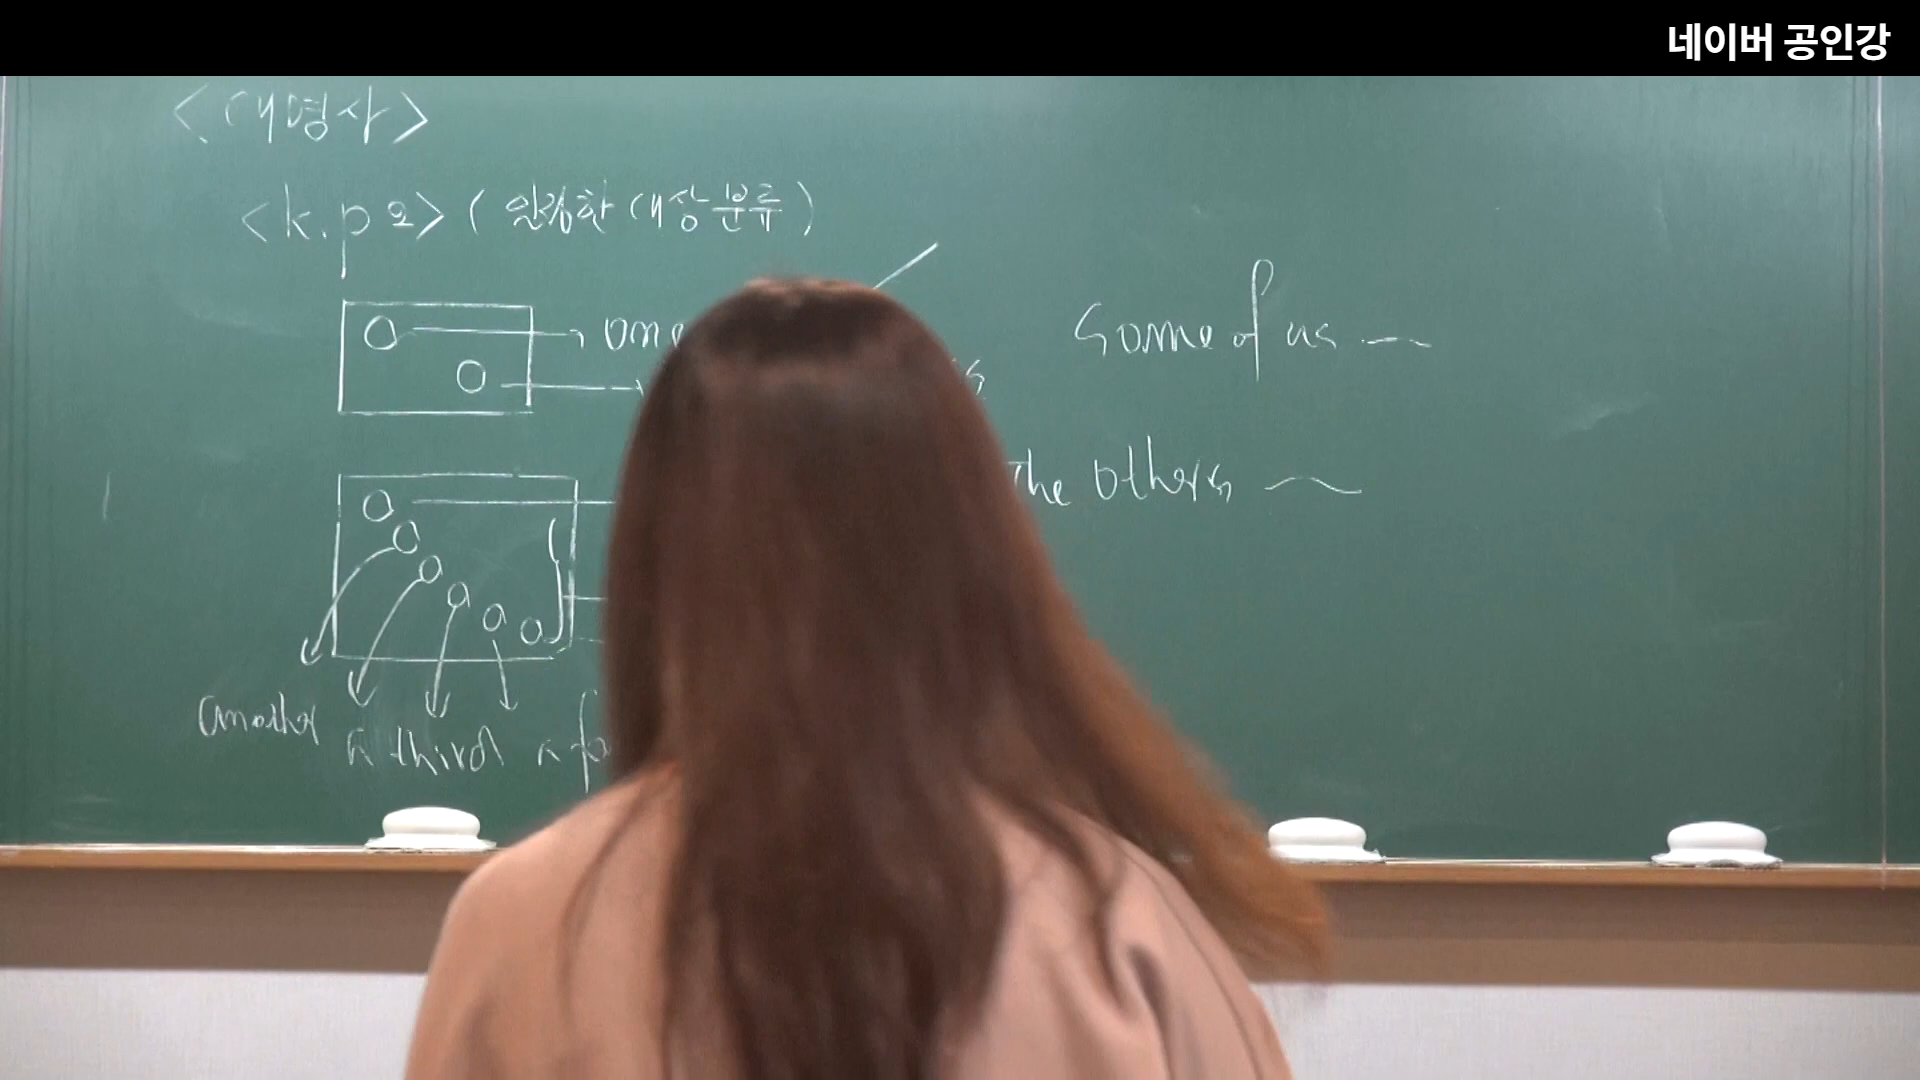 네이버 공인강
<대명사>
<k.p 2> ( 일정한 대상 분류 )
Some of us ~
the others ~
another a third a